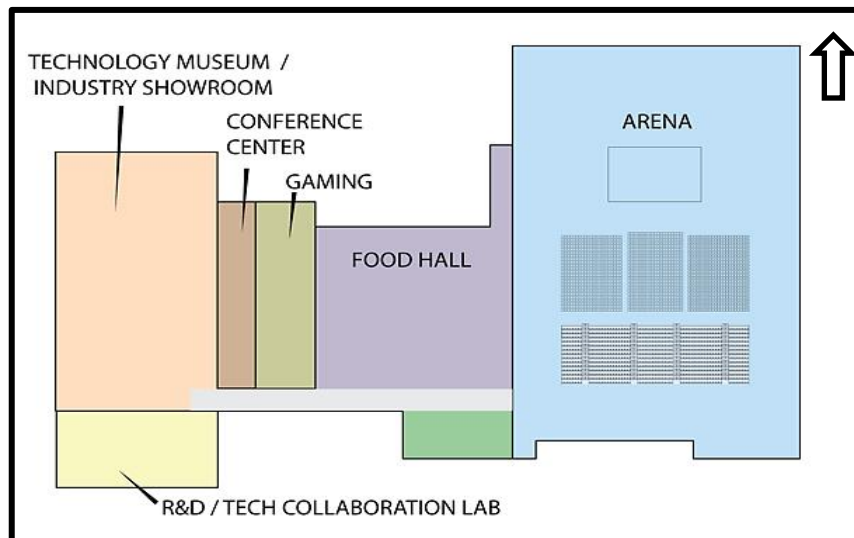 TECHNOLOGY MUSEUM /
INDUSTRY SHOWROOM
CONFERENCE
CENTER
GAMING
FOOD HALL
ARENA
R&D / TECH COLLABORATION LAB